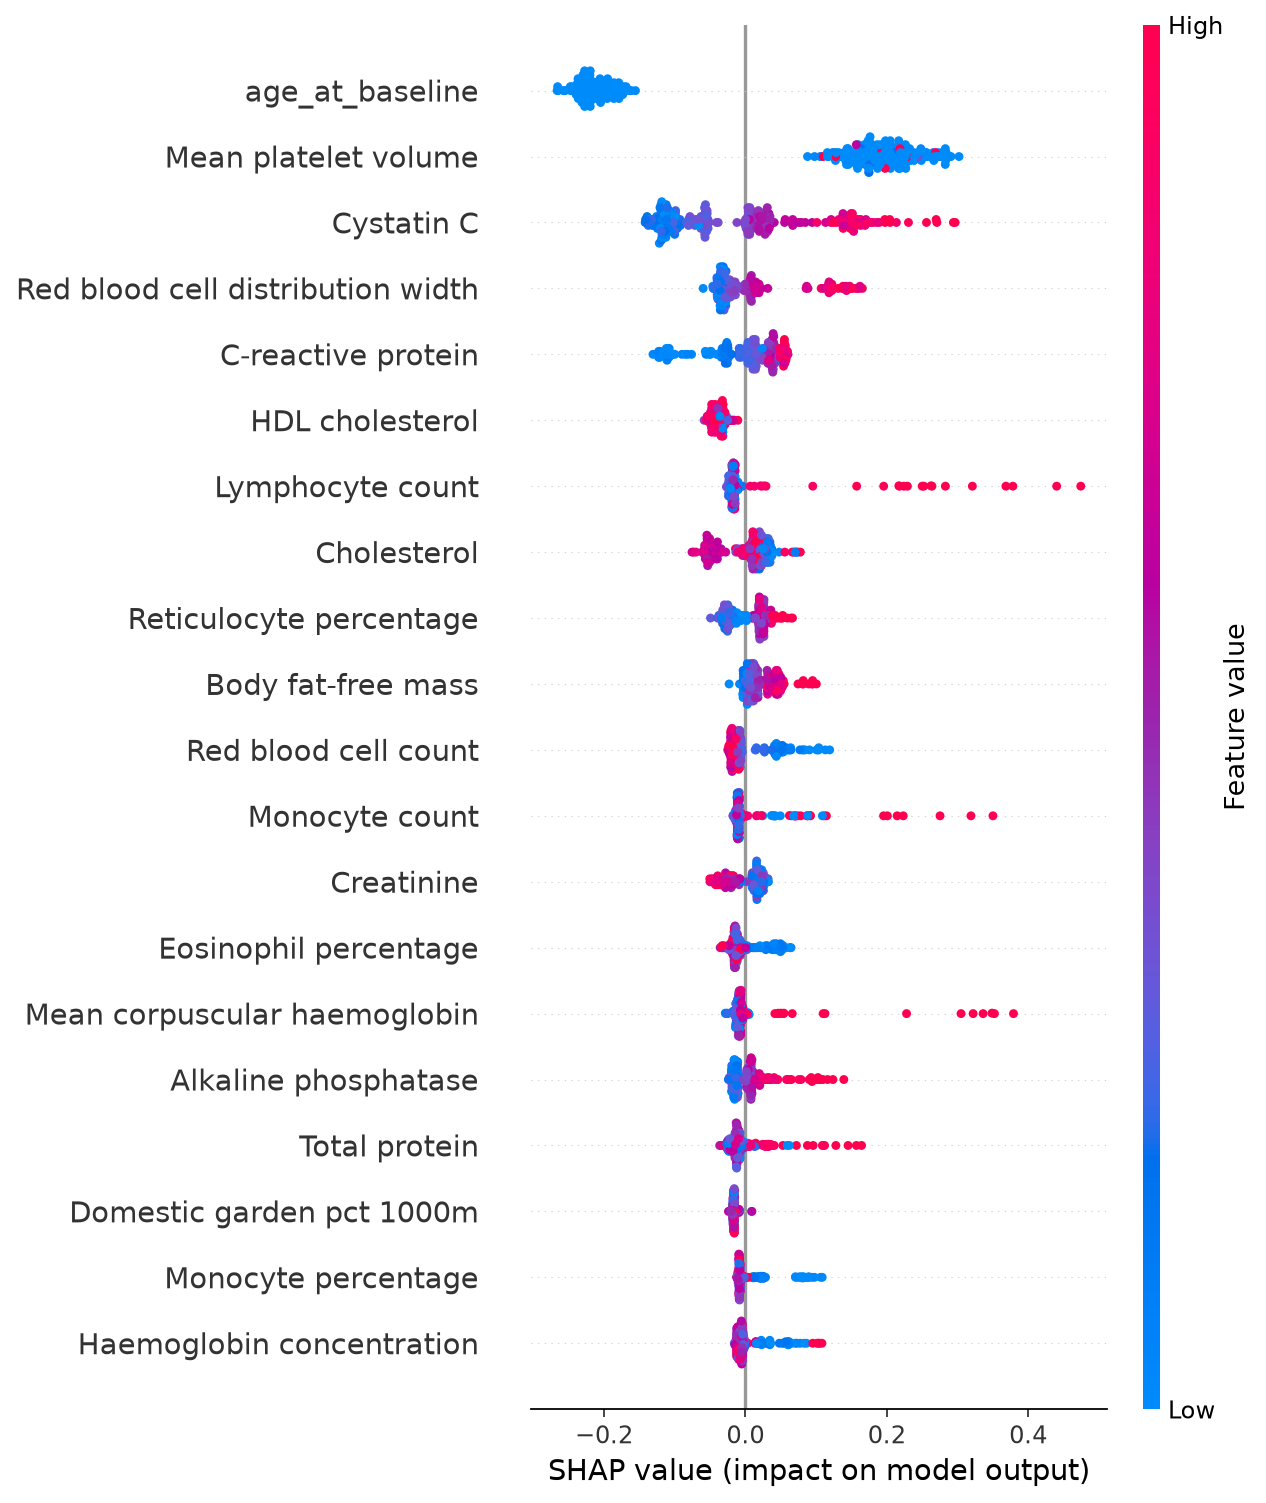 High
age_at_baseline
Mean platelet volume
Cystatin C
Red blood cell distribution width
C-reactive protein
HDL cholesterol
Lymphocyte count
Cholesterol
Reticulocyte percentage
Body fat-free mass
Red blood cell count
Monocyte count
Creatinine
Eosinophil percentage
Mean corpuscular haemoglobin
Alkaline phosphatase
Total protein
Domestic garden pct 1000m
Monocyte percentage
Haemoglobin concentration
Feature value
Low
−0.2 0.0 0.2 0.4
SHAP value (impact on model output)